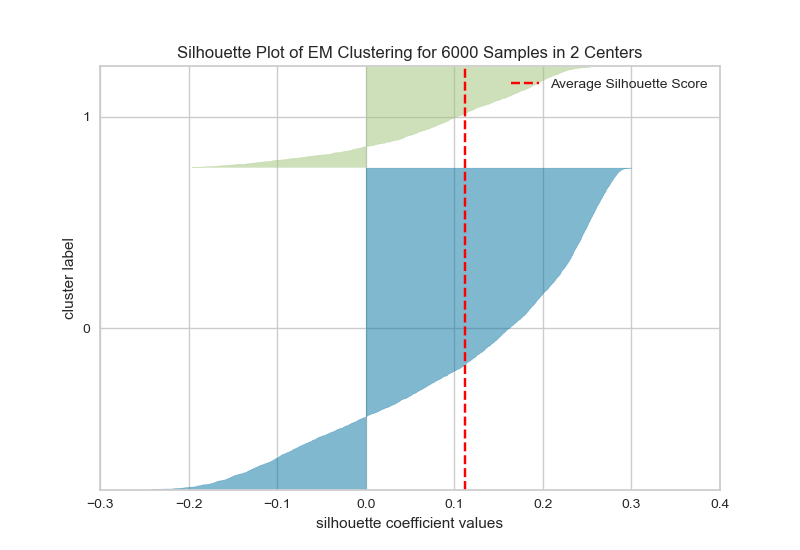 Silhouette Plot of EM Clustering for 6000 Samples in 2 Centers
Average Silhouette Score
1
0
cluster label
−0.3 −0.2 −0.1 0.0 0.1 0.2 0.3 0.4
silhouette coefficient values